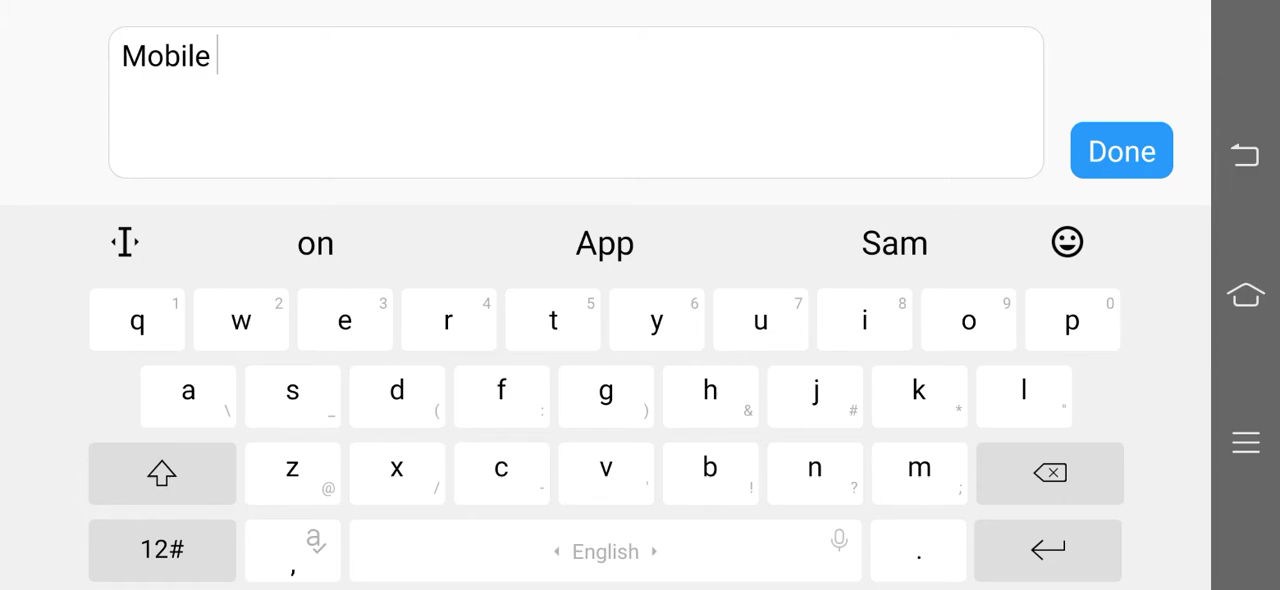 Mobile
Done
on App Sam
q 1 w 2 e 3 r 4 t 5 y 6 u 7 i 8 o 9 p 0
a \ s _ d ( f : g ) h & j # k * l "
z @ x / c - v ' b ! n ? m ;
12# , a English .